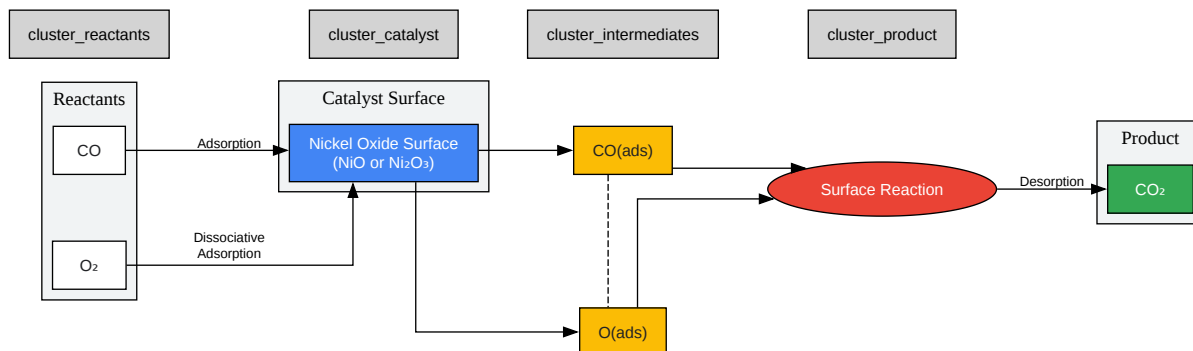 cluster_reactants
cluster_catalyst
cluster_intermediates
cluster_product
Reactants
CO
O₂
Adsorption
Dissociative
Adsorption
Catalyst Surface
Nickel Oxide Surface
(NiO or Ni₂O₃)
CO(ads)
O(ads)
Surface Reaction
Desorption
Product
CO₂